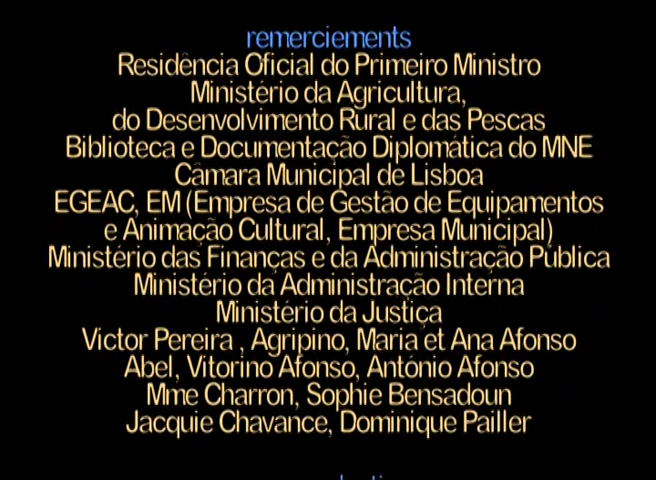 remerciements
Residência Oficial do Primeiro Ministro
Ministério da Agricultura,
do Desenvolvimento Rural e das Pescas
Biblioteca e Documentação Diplomática do MNE
Câmara Municipal de Lisboa
EGEAC, EM (Empresa de Gestão de Equipamentos
e Animação Cultural, Empresa Municipal)
Ministério das Finanças e da Administração Pública
Ministério da Administração Interna
Ministério da Justiça
Victor Pereira , Agripino, Maria et Ana Afonso
Abel, Vitorino Afonso, António Afonso
Mme Charron, Sophie Bensadoun
Jacquie Chavance, Dominique Pailler